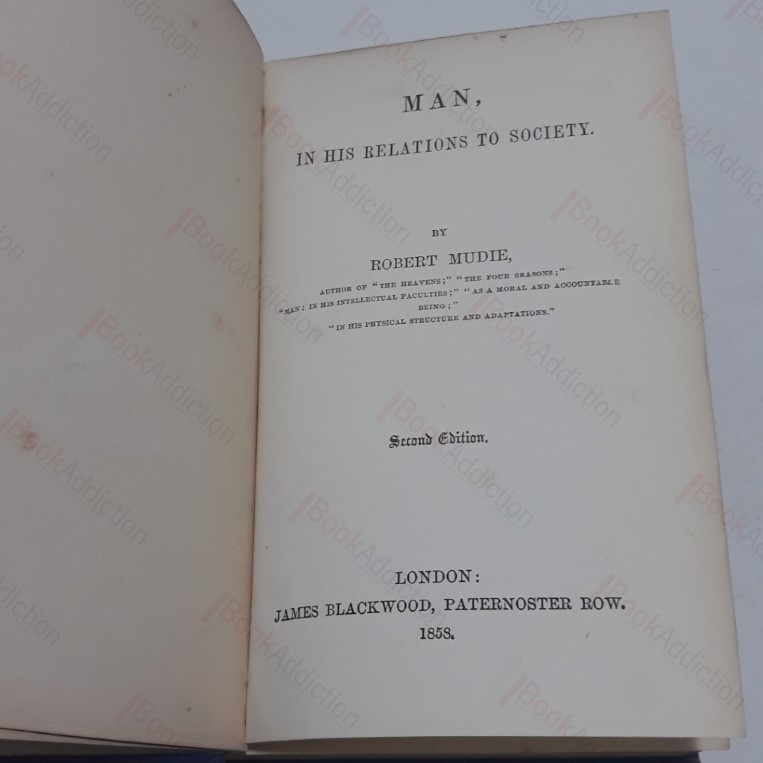 MAN,
IN HIS RELATIONS TO SOCIETY.
BY
ROBERT MUDIE,
AUTHOR OF "THE HEAVENS;" "THE FOUR SEASONS;"
"MAN: IN HIS INTELLECTUAL FACULTIES;" "AS A MORAL AND ACCOUNTABLE
BEING;"
"IN HIS PHYSICAL STRUCTURE AND ADAPTATIONS."
Second Edition.
LONDON:
JAMES BLACKWOOD, PATERNOSTER ROW.
1858.
BookAddiction